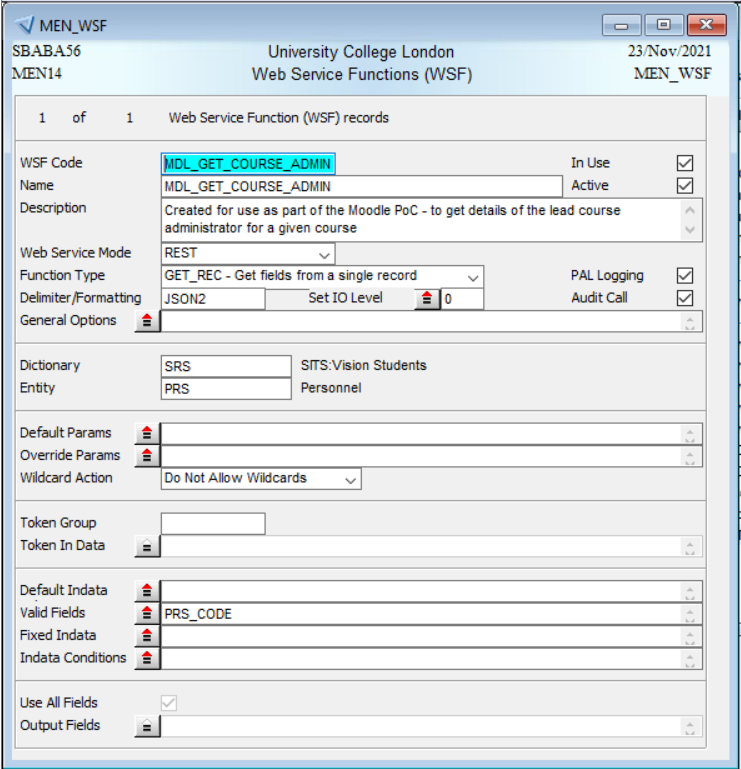 MEN_WSF
SBABA56 University College London 23/Nov/2021
MEN14 Web Service Functions (WSF) MEN_WSF
1 of 1 Web Service Function (WSF) records
WSF Code MDL_GET_COURSE_ADMIN In Use
Name MDL_GET_COURSE_ADMIN Active
Description Created for use as part of the Moodle PoC - to get details of the lead course
administrator for a given course
Web Service Mode REST
Function Type GET_REC - Get fields from a single record PAL Logging
Delimiter/Formatting JSON2 Set IO Level 0 Audit Call
General Options
Dictionary SRS SITS:Vision Students
Entity PRS Personnel
Default Params
Override Params
Wildcard Action Do Not Allow Wildcards
Token Group
Token In Data
Default Indata
Valid Fields PRS_CODE
Fixed Indata
Indata Conditions
Use All Fields
Output Fields